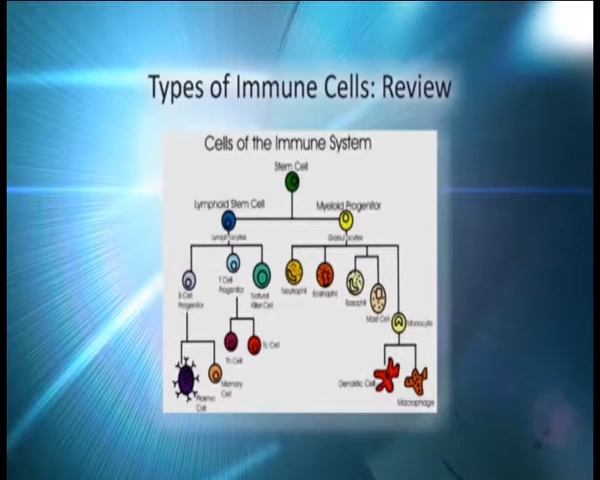 Types of Immune Cells: Review
Cells of the Immune System
Stem Cell
Lymphoid Stem Cell
Myeloid Progenitor
Lymphocytes
Granulocytes
B Cell
Progenitor
T Cell
Progenitor
Natural
Killer Cell
Neutrophil
Eosinophil
Basophil
Mast Cell
Monocyte
Th Cell
Tc Cell
Plasma
Cell
Memory
Cell
Dendritic Cell
Macrophage